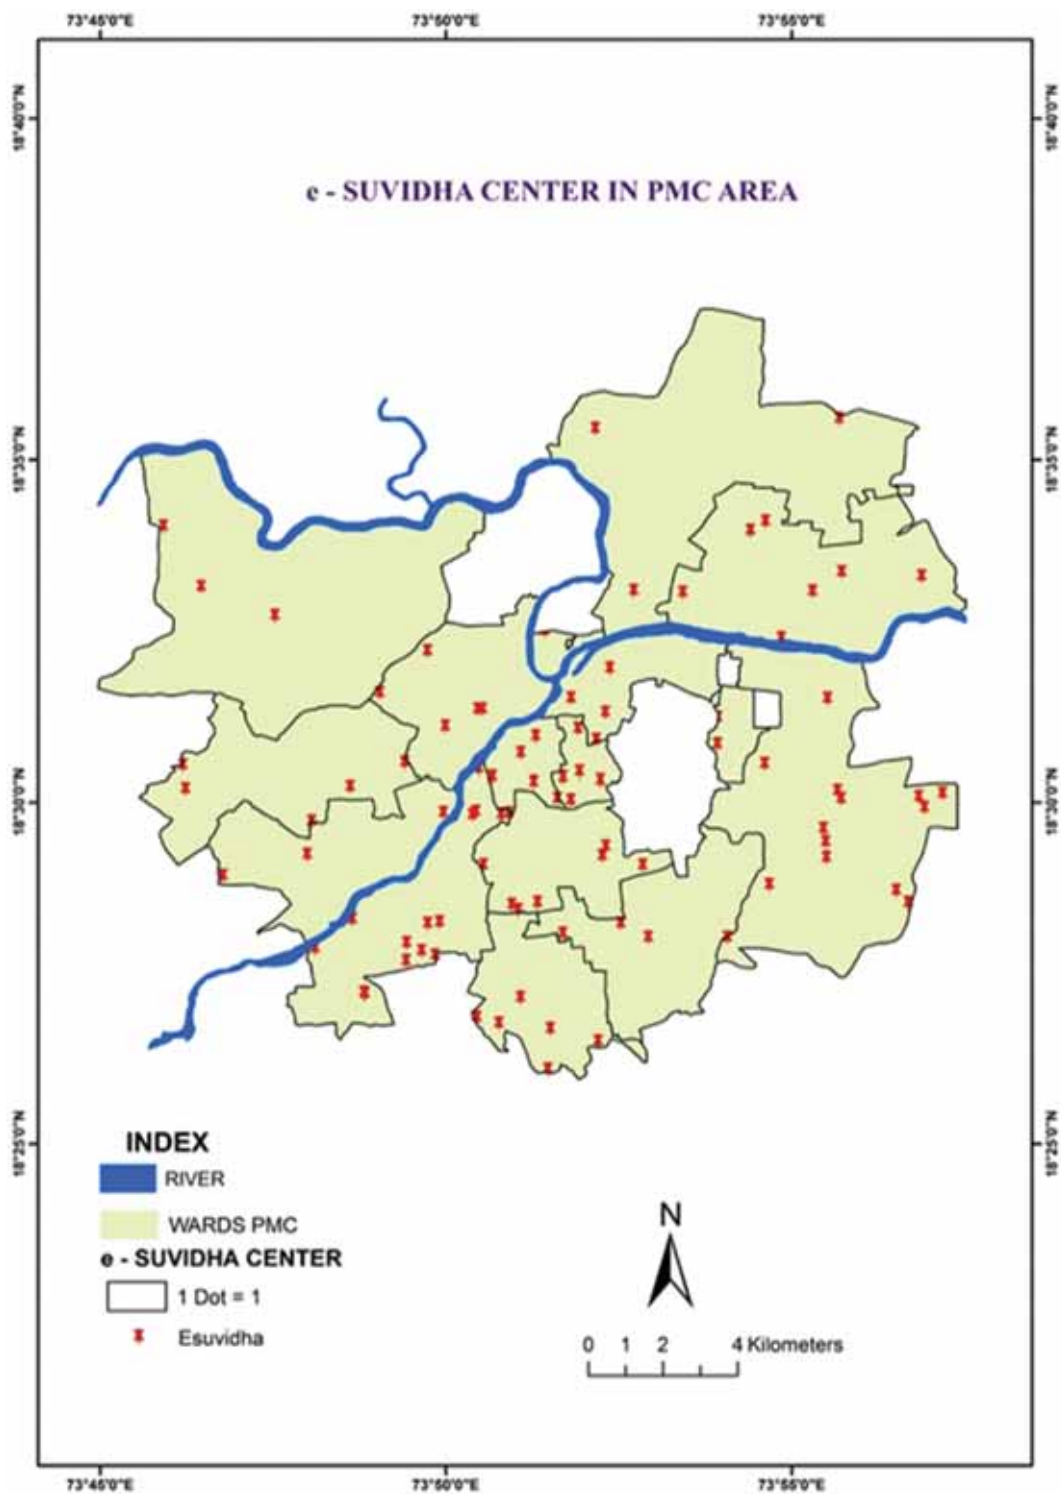 73°45'0"E 73°50'0"E 73°55'0"E
18°40'0"N 18°40'0"N
e - SUVIDHA CENTER IN PMC AREA
18°35'0"N 18°35'0"N
18°30'0"N 18°30'0"N
18°25'0"N 18°25'0"N
INDEX
RIVER
WARDS PMC
e - SUVIDHA CENTER
1 Dot = 1
Esuvidha
N
0 1 2 4 Kilometers
73°45'0"E 73°50'0"E 73°55'0"E